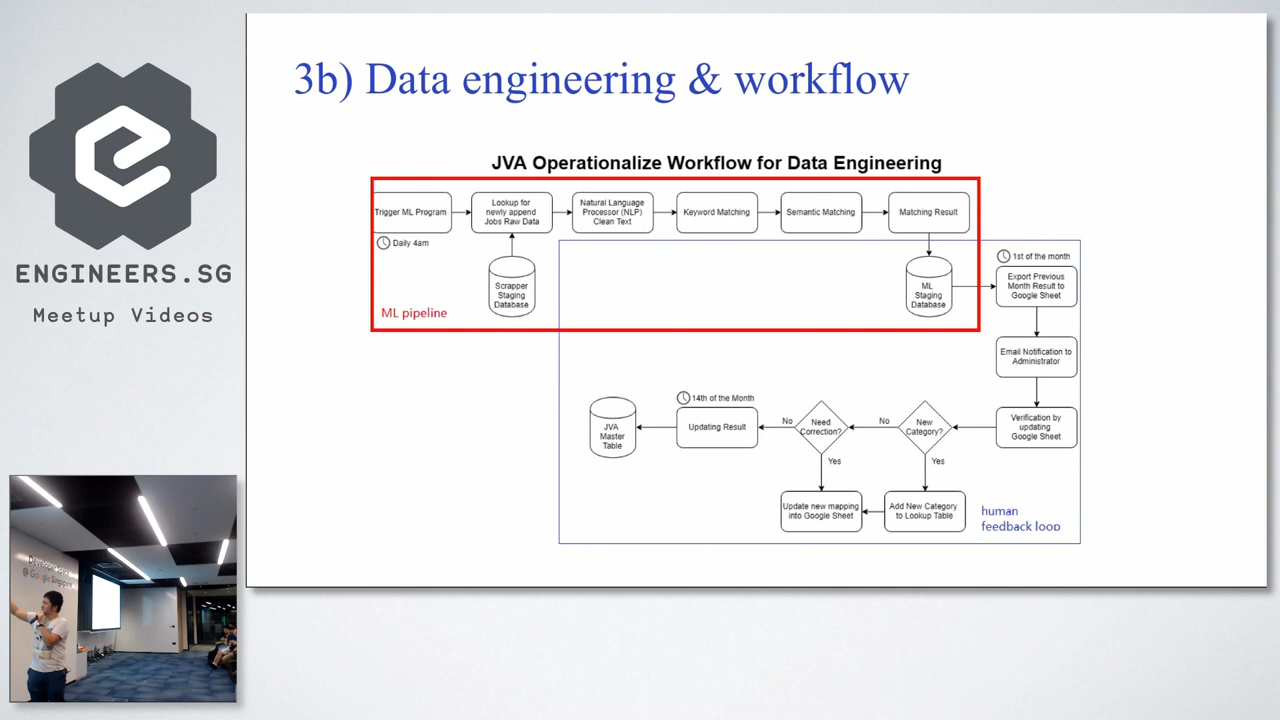 3b) Data engineering & workflow
JVA Operationalize Workflow for Data Engineering
Trigger ML Program
Lookup for
newly append
Jobs Raw Data
Natural Language
Processor (NLP)
Clean Text
Keyword Matching
Semantic Matching
Matching Result
Daily 4am
Scrapper
Staging
Database
ML
Staging
Database
ML pipeline
1st of the month
Export Previous
Month Result to
Google Sheet
Email Notification to
Administrator
Verification by
updating
Google Sheet
New
Category?
No
Yes
Need
Correction?
No
Yes
14th of the Month
Updating Result
JVA
Master
Table
Update new mapping
into Google Sheet
Add New Category
to Lookup Table
human
feedback loop
ENGINEERS.SG
Meetup Videos
@ Google Singapore